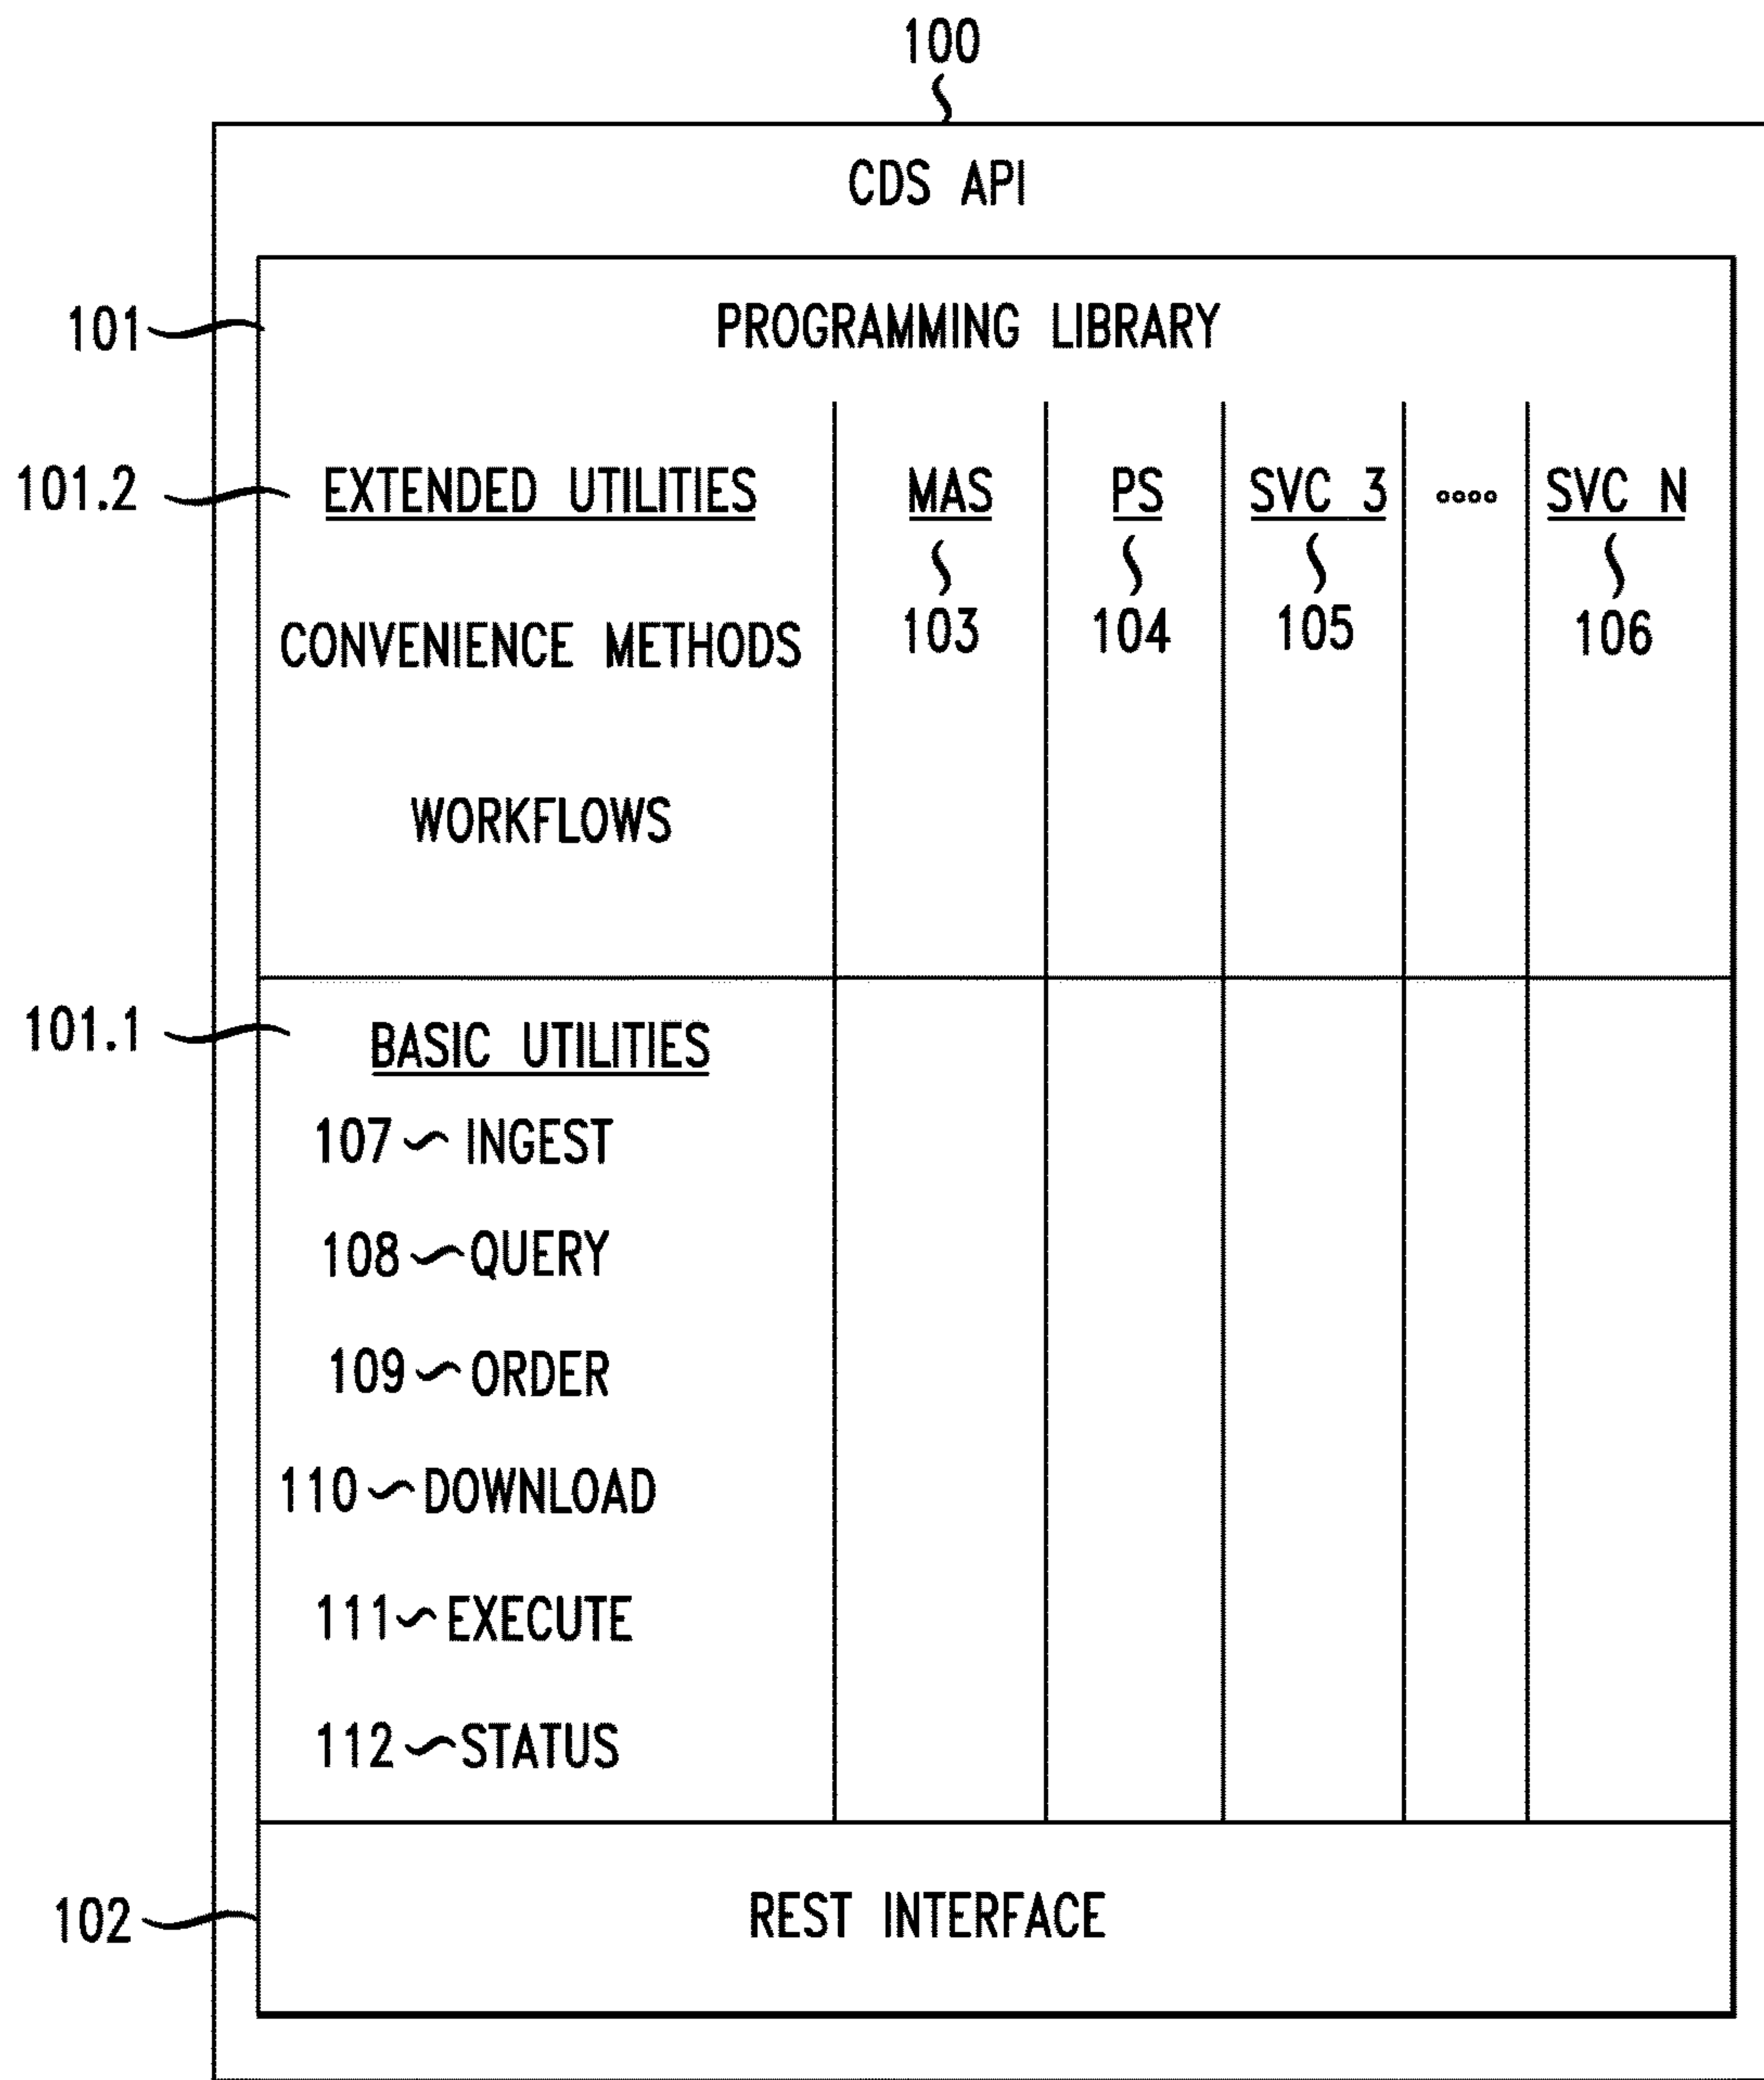 100
CDS API
101 PROGRAMMING LIBRARY
101.2 EXTENDED UTILITIES MAS PS SVC 3 .... SVC N
CONVENIENCE METHODS 103 104 105 106
WORKFLOWS
101.1 BASIC UTILITIES
107 INGEST
108 QUERY
109 ORDER
110 DOWNLOAD
111 EXECUTE
112 STATUS
102 REST INTERFACE